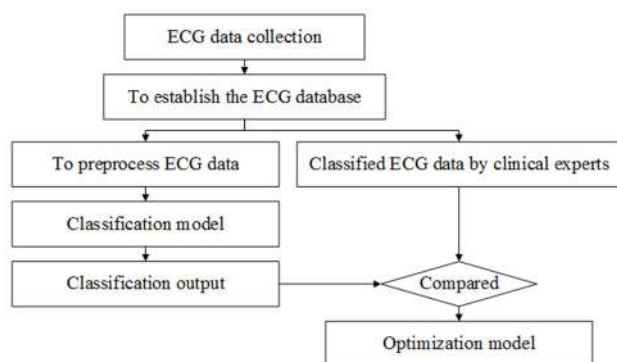 ECG data collection
To establish the ECG database
To preprocess ECG data
Classified ECG data by clinical experts
Classification model
Classification output
Compared
Optimization model